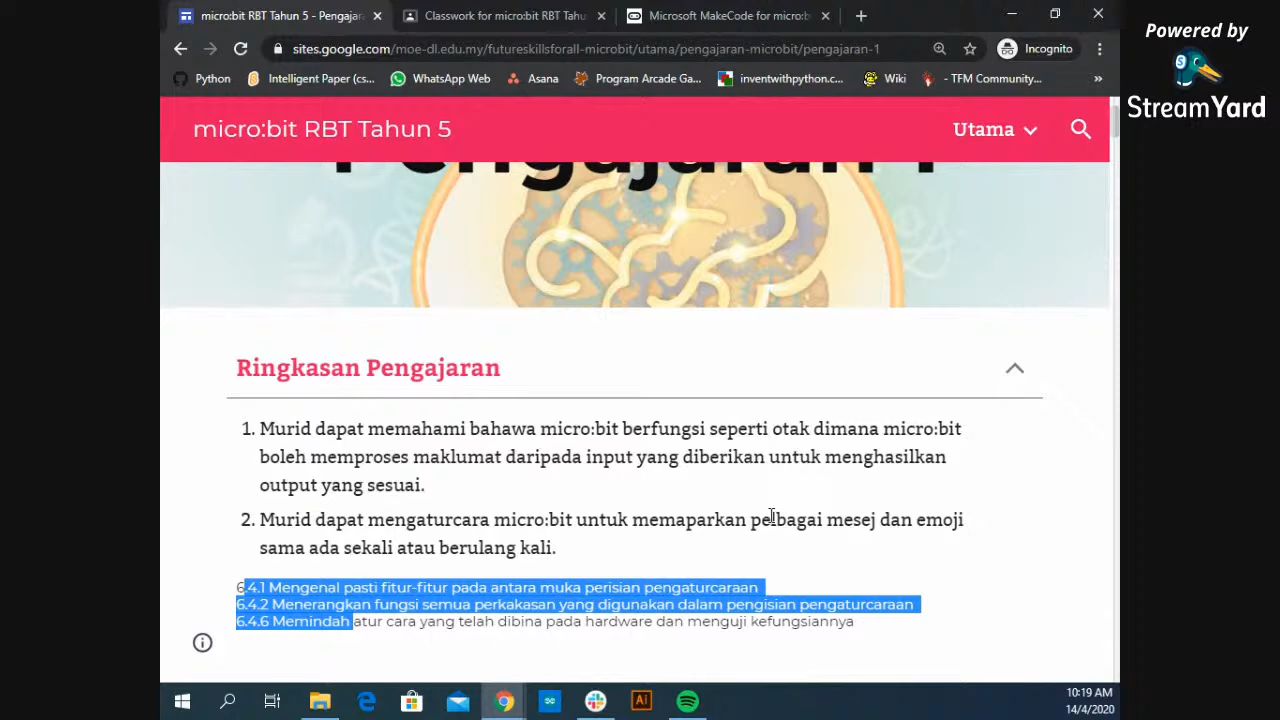 micro:bit RBT Tahun 5 - Pengajar
Classwork for micro:bit RBT Tahu
Microsoft MakeCode for micro:b
sites.google.com/moe-dl.edu.my/futureskillsforall-microbit/utama/pengajaran-microbit/pengajaran-1
Incognito
Python
Intelligent Paper (cs...
WhatsApp Web
Asana
Program Arcade Ga...
inventwithpython.c...
Wiki
- TFM Community...
»
Powered by
StreamYard
micro:bit RBT Tahun 5
Utama
Pengajaran 1
Ringkasan Pengajaran
1. Murid dapat memahami bahawa micro:bit berfungsi seperti otak dimana micro:bit
boleh memproses maklumat daripada input yang diberikan untuk menghasilkan
output yang sesuai.
2. Murid dapat mengaturcara micro:bit untuk memaparkan pelbagai mesej dan emoji
sama ada sekali atau berulang kali.
6.4.1 Mengenal pasti fitur-fitur pada antara muka perisian pengaturcaraan
6.4.2 Menerangkan fungsi semua perkakasan yang digunakan dalam pengisian pengaturcaraan
6.4.6 Memindah atur cara yang telah dibina pada hardware dan menguji kefungsiannya
10:19 AM
14/4/2020